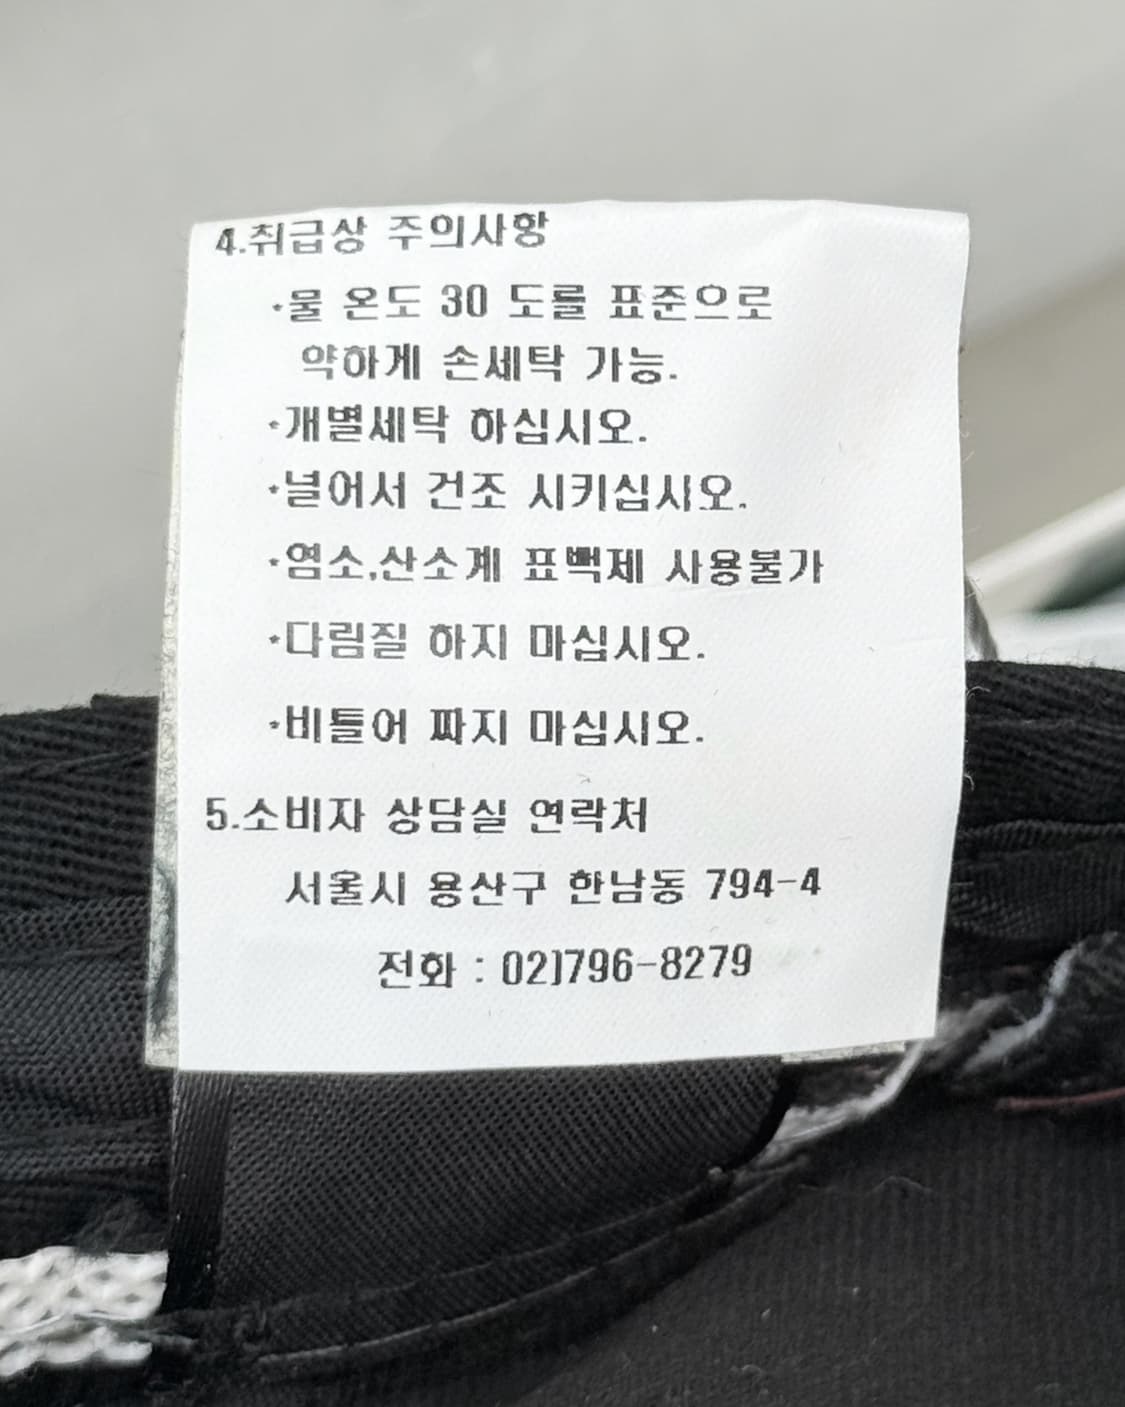 4.취급상 주의사항
·물 온도 30 도를 표준으로
약하게 손세탁 가능.
·개별세탁 하십시오.
·널어서 건조 시키십시오.
·염소,산소계 표백제 사용불가
·다림질 하지 마십시오.
·비틀어 짜지 마십시오.
5.소비자 상담실 연락처
서울시 용산구 한남동 794-4
전화 : 02)796-8279